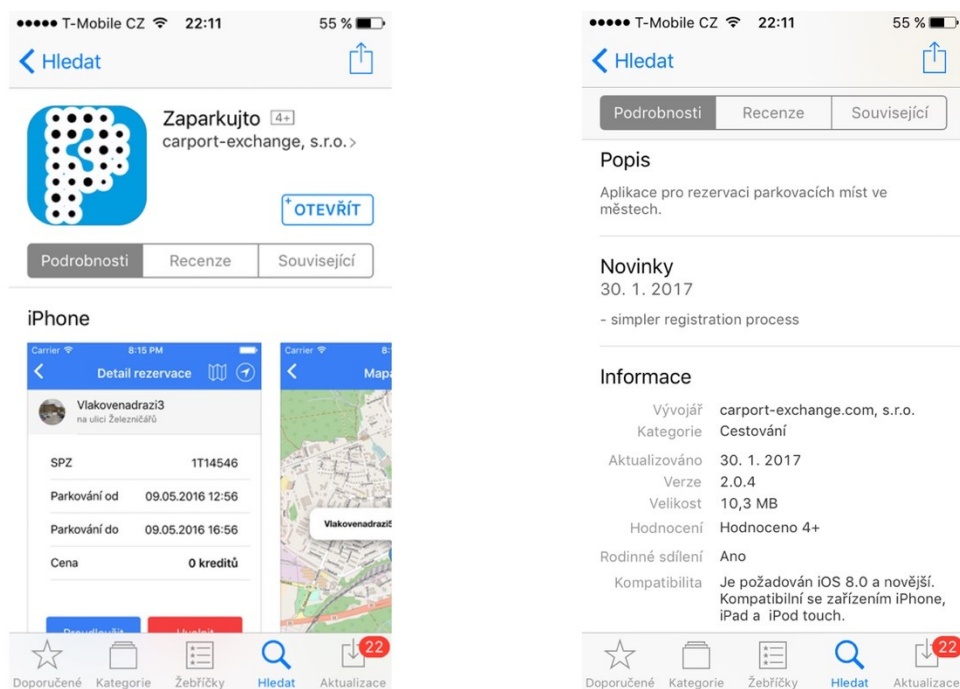 T-Mobile CZ 22:11 55 %
Hledat
Zaparkujto 4+
carport-exchange, s.r.o. >
+ OTEVŘÍT
Podrobnosti Recenze Související
iPhone
Carrier 8:15 PM
Detail rezervace
Vlakovenadrazi3
na ulici Železničářů
SPZ 1T14546
Parkování od 09.05.2016 12:56
Parkování do 09.05.2016 16:56
Cena 0 kreditů
Prodloužit Uvolnit
Carrier 8:
Mapa
Vlakovenadrazi5
Doporučené Kategorie Žebříčky Hledat Aktualizace 22
T-Mobile CZ 22:11 55 %
Hledat
Podrobnosti Recenze Související
Popis
Aplikace pro rezervaci parkovacích míst ve
městech.
Novinky
30. 1. 2017
- simpler registration process
Informace
Vývojář carport-exchange.com, s.r.o.
Kategorie Cestování
Aktualizováno 30. 1. 2017
Verze 2.0.4
Velikost 10,3 MB
Hodnocení Hodnoceno 4+
Rodinné sdílení Ano
Kompatibilita Je požadován iOS 8.0 a novější.
Kompatibilní se zařízením iPhone,
iPad a iPod touch.
Doporučené Kategorie Žebříčky Hledat Aktualizace 22